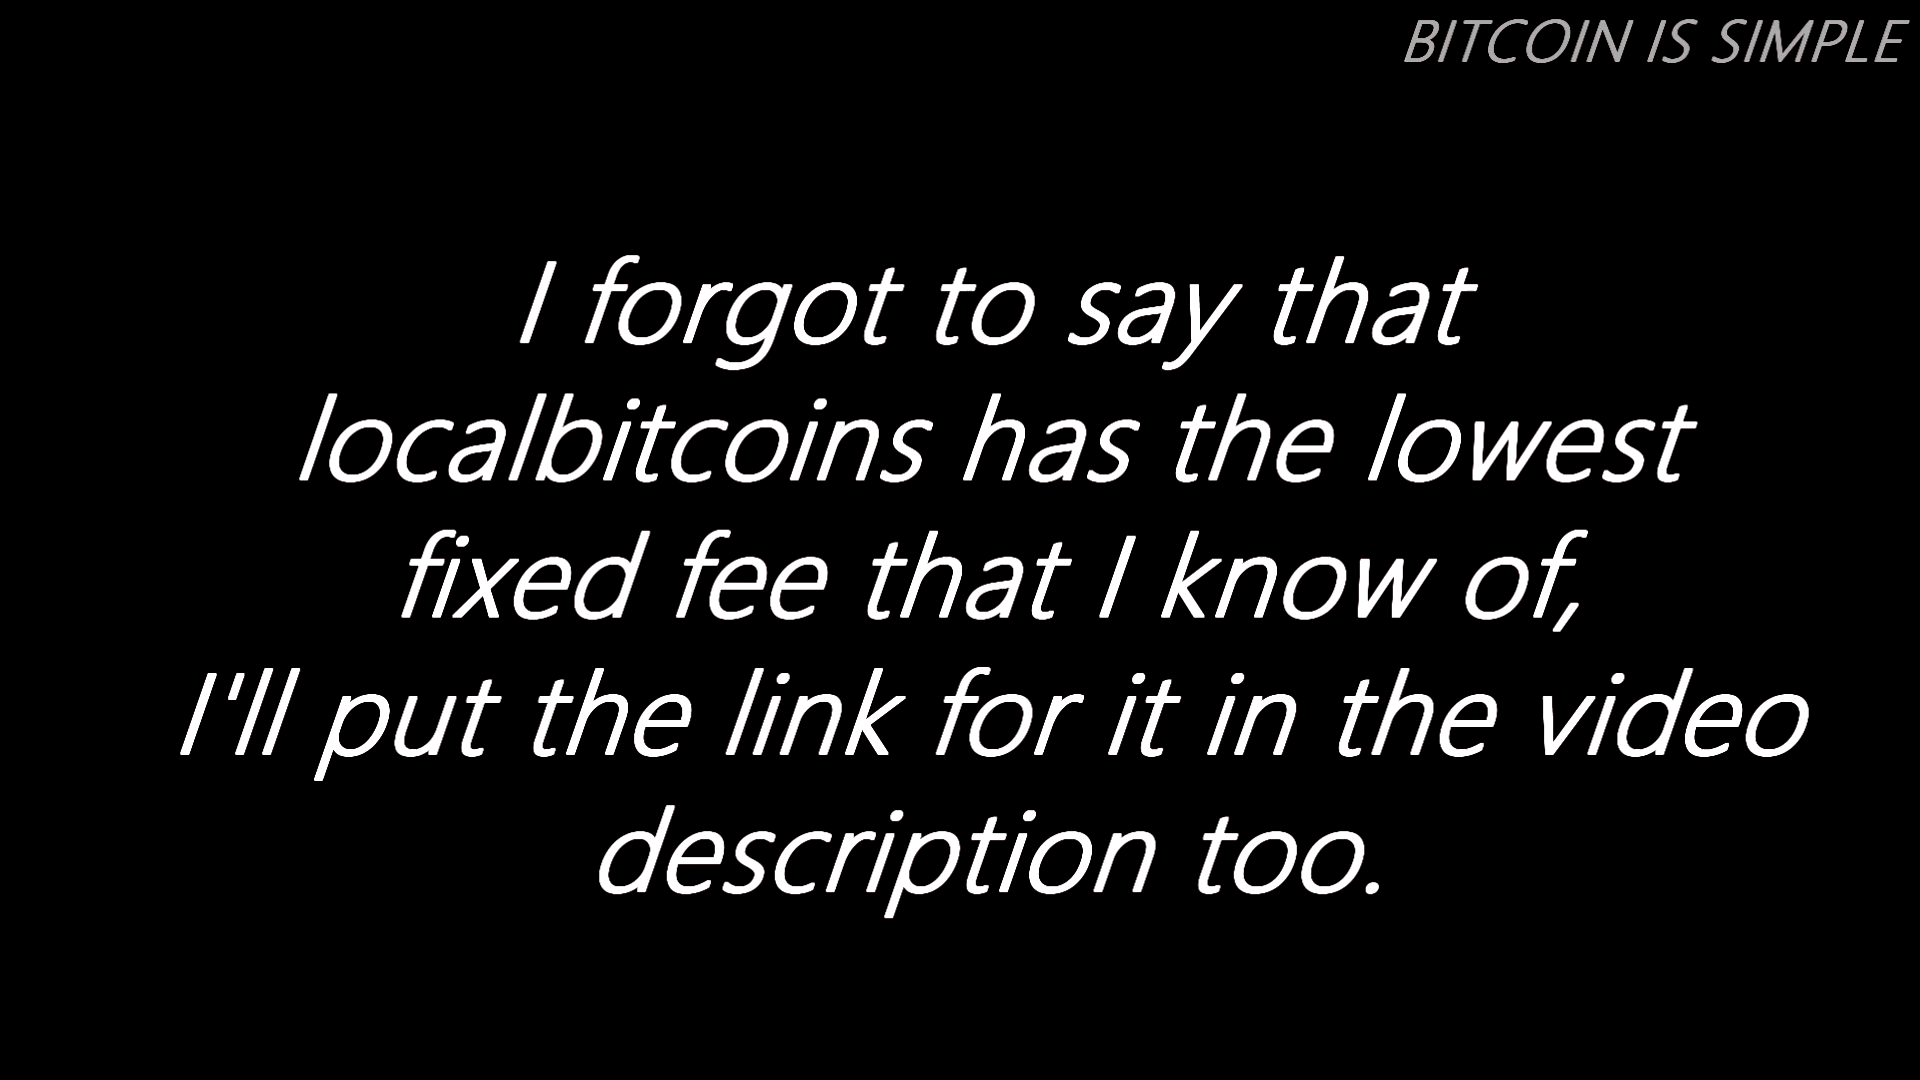 BITCOIN IS SIMPLE
I forgot to say that
localbitcoins has the lowest
fixed fee that I know of,
I'll put the link for it in the video
description too.